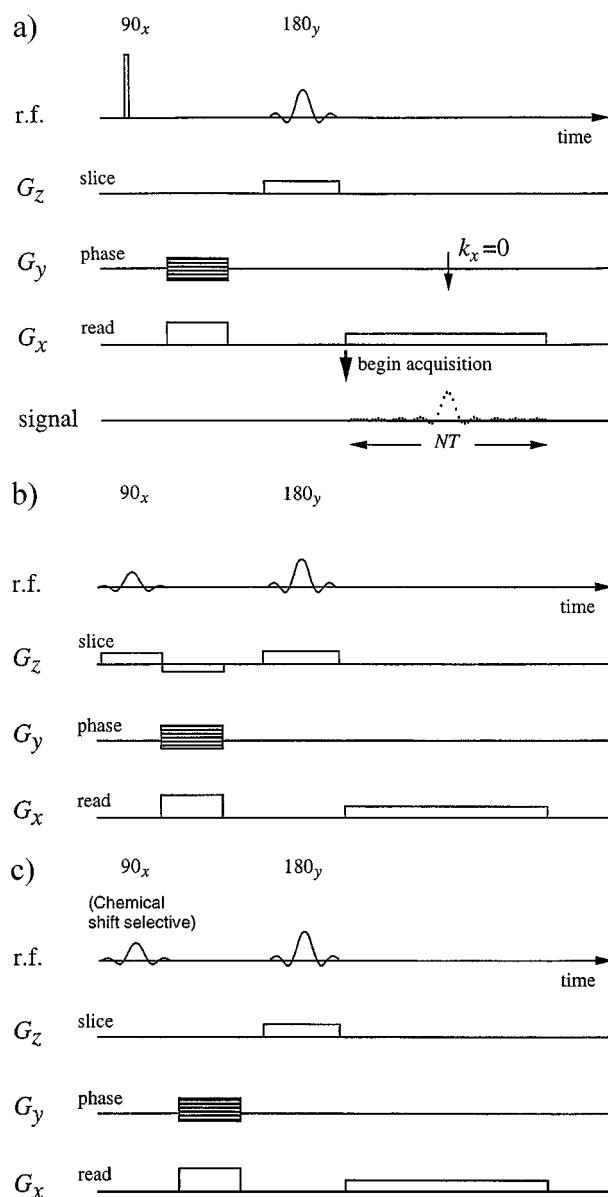 a)
90x
180y
r.f.
time
Gz
slice
Gy
phase
kx=0
Gx
read
begin acquisition
signal
NT
b)
90x
180y
r.f.
time
Gz
slice
Gy
phase
Gx
read
c)
90x
180y
(Chemical
shift selective)
r.f.
time
Gz
slice
Gy
phase
Gx
read